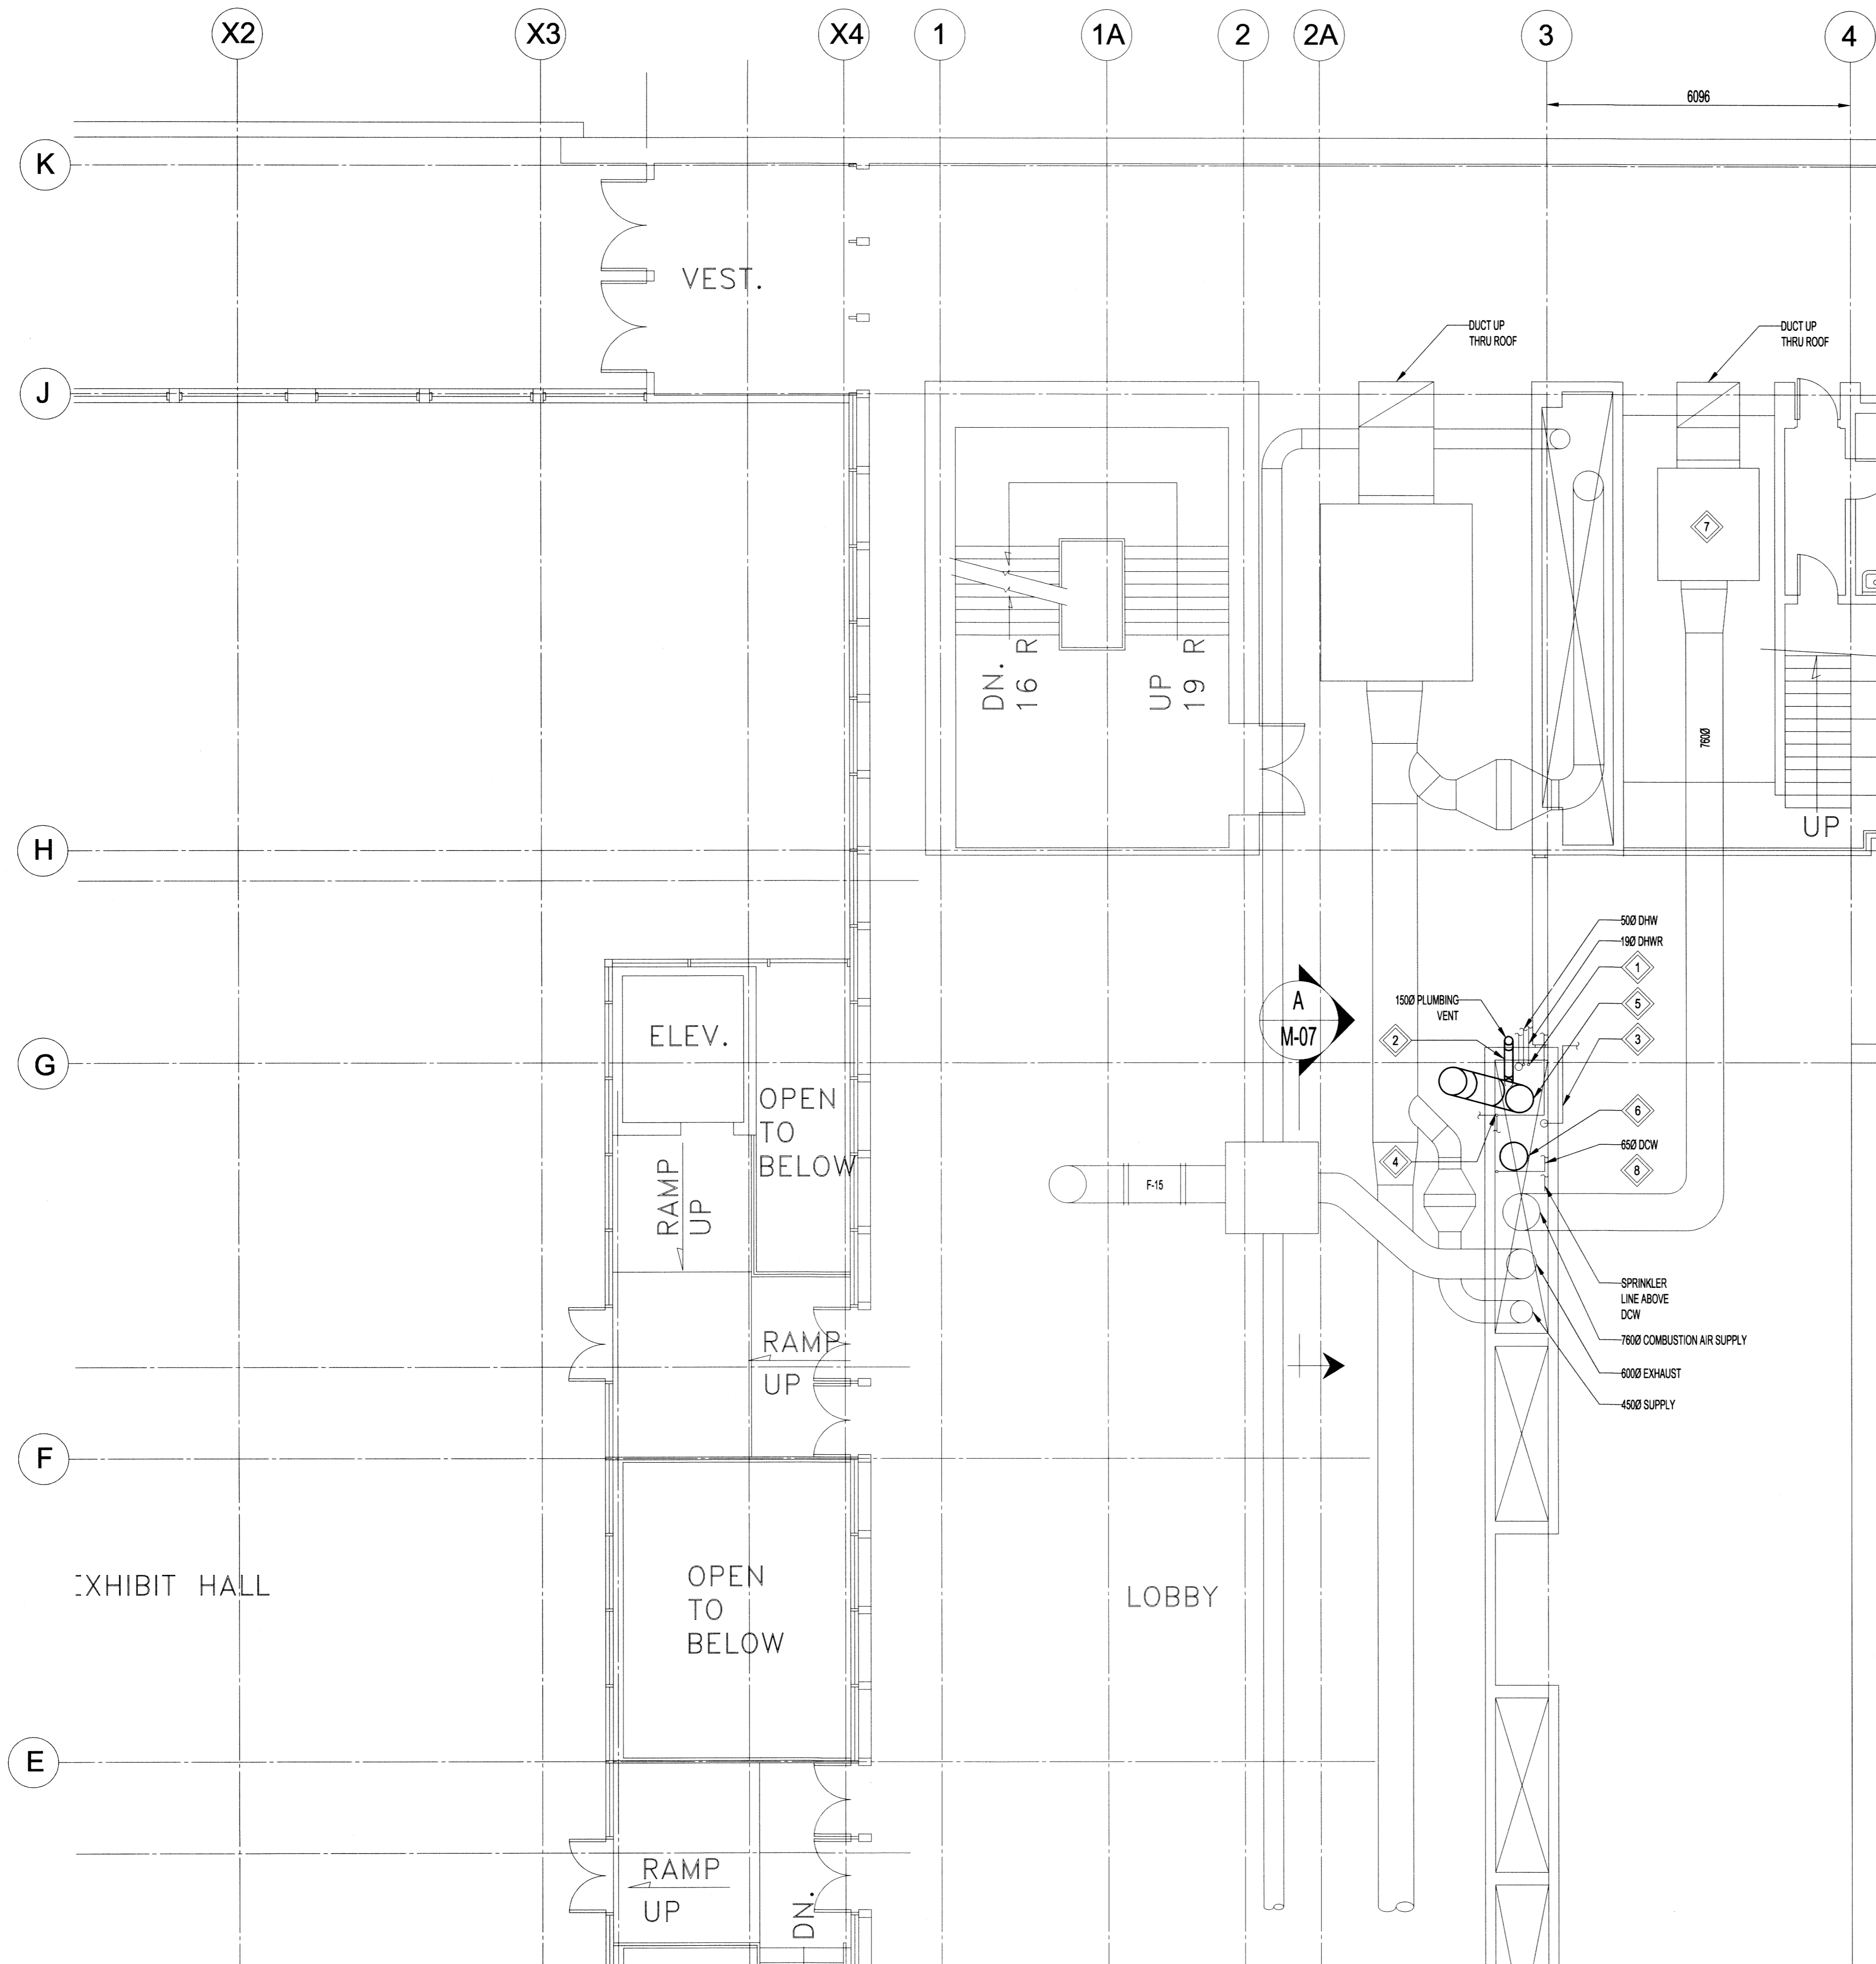 X2
X3
X4
1
1A
2
2A
3
4
6096
K
VEST.
DUCT UP
THRU ROOF
DUCT UP
THRU ROOF
J
7
DN.
16 R
UP
19 R
760Ø
UP
H
50Ø DHW
19Ø DHWR
1
5
3
150Ø PLUMBING
VENT
A
M-07
2
ELEV.
G
OPEN
TO
BELOW
6
65Ø DCW
8
4
F-15
RAMP
UP
SPRINKLER
LINE ABOVE
DCW
760Ø COMBUSTION AIR SUPPLY
600Ø EXHAUST
450Ø SUPPLY
RAMP
UP
F
XHIBIT HALL
OPEN
TO
BELOW
LOBBY
E
RAMP
UP
DN.